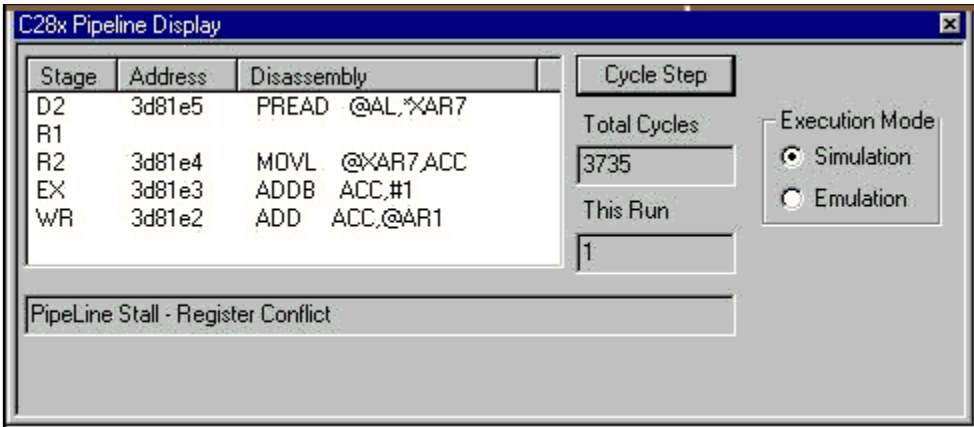 C28x Pipeline Display
Stage Address Disassembly
D2 3d81e5 PREAD @AL,*XAR7
R1
R2 3d81e4 MOVL @XAR7,ACC
EX 3d81e3 ADDB ACC,#1
WR 3d81e2 ADD ACC,@AR1
Cycle Step
Total Cycles
3735
This Run
1
Execution Mode
Simulation
Emulation
PipeLine Stall - Register Conflict